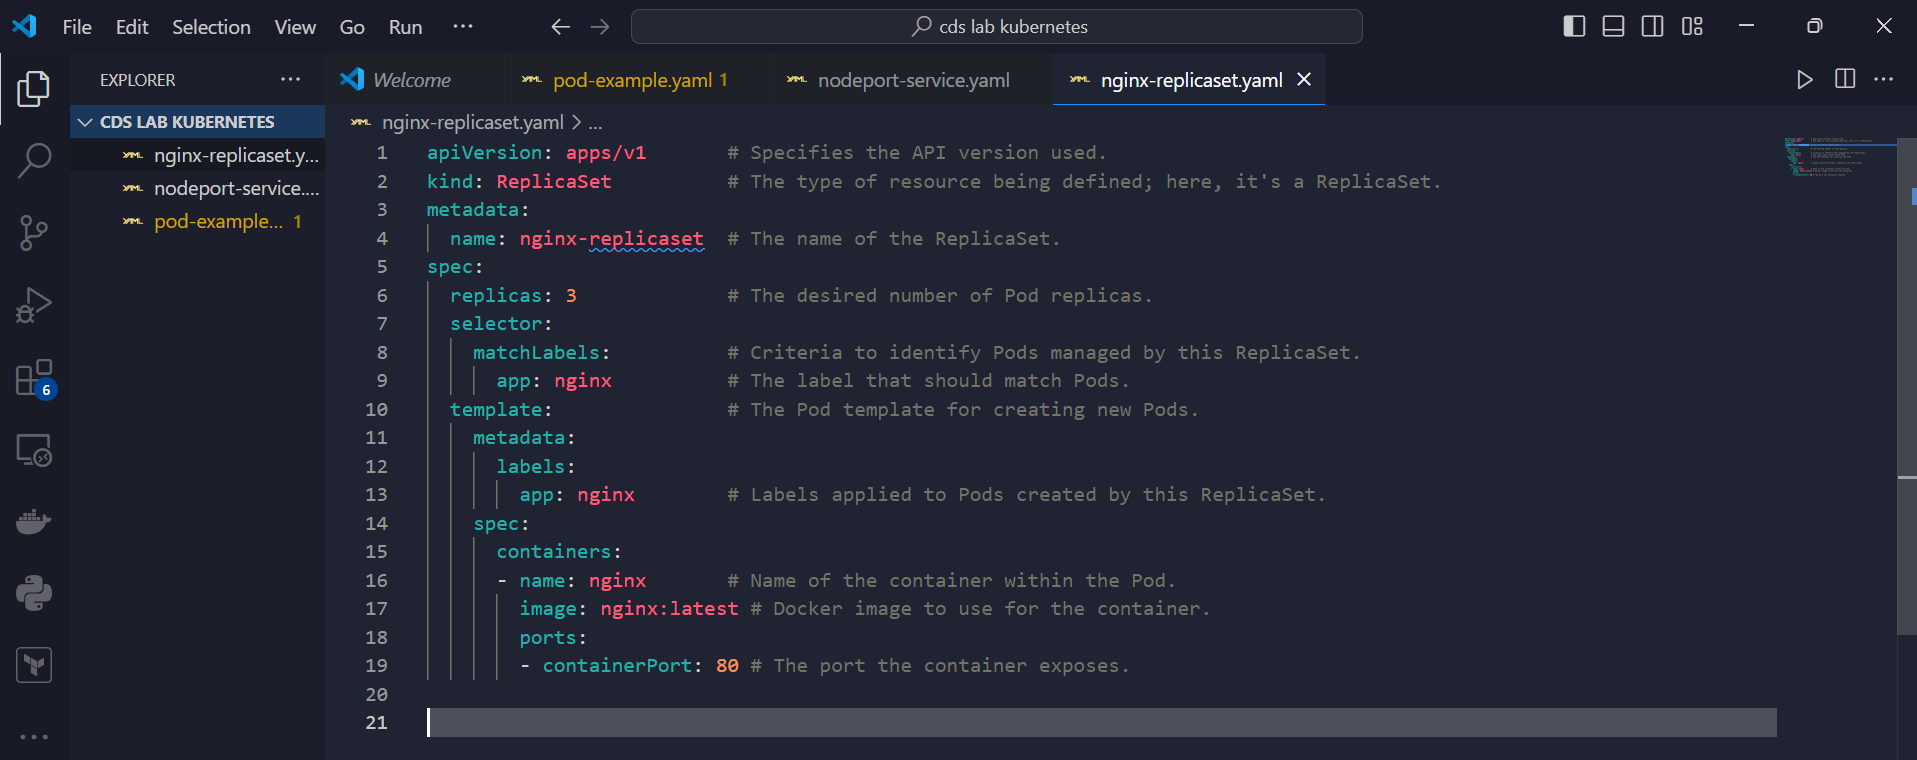 File Edit Selection View Go Run ···
cds lab kubernetes
EXPLORER ···
Welcome
pod-example.yaml 1
nodeport-service.yaml
nginx-replicaset.yaml
CDS LAB KUBERNETES
nginx-replicaset.y...
nodeport-service....
pod-example... 1
6
nginx-replicaset.yaml > ...
1 apiVersion: apps/v1 # Specifies the API version used.
2 kind: ReplicaSet # The type of resource being defined; here, it's a ReplicaSet.
3 metadata:
4 name: nginx-replicaset # The name of the ReplicaSet.
5 spec:
6 replicas: 3 # The desired number of Pod replicas.
7 selector:
8 matchLabels: # Criteria to identify Pods managed by this ReplicaSet.
9 app: nginx # The label that should match Pods.
10 template: # The Pod template for creating new Pods.
11 metadata:
12 labels:
13 app: nginx # Labels applied to Pods created by this ReplicaSet.
14 spec:
15 containers:
16 - name: nginx # Name of the container within the Pod.
17 image: nginx:latest # Docker image to use for the container.
18 ports:
19 - containerPort: 80 # The port the container exposes.
20
21